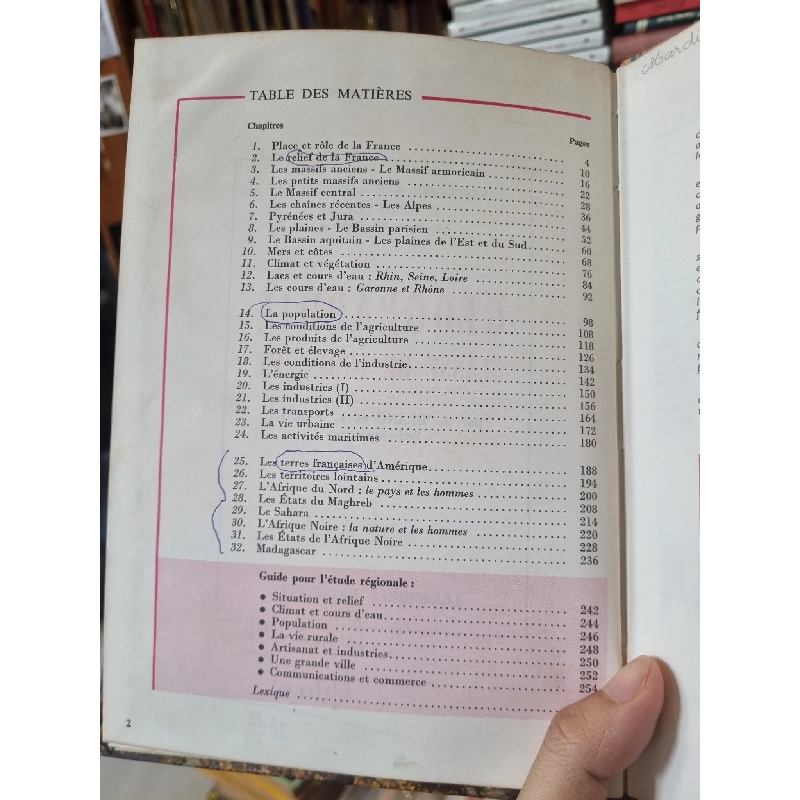 TABLE DES MATIÈRES
Chapitres Pages
1. Place et rôle de la France 4
2. Le relief de la France 10
3. Les massifs anciens - Le Massif armoricain 16
4. Les petits massifs anciens 22
5. Le Massif central 28
6. Les chaînes récentes - Les Alpes 36
7. Pyrénées et Jura 44
8. Les plaines - Le Bassin parisien 52
9. Le Bassin aquitain - Les plaines de l'Est et du Sud 60
10. Mers et côtes 68
11. Climat et végétation 76
12. Lacs et cours d'eau : Rhin, Seine, Loire 84
13. Les cours d'eau : Garonne et Rhône 92
14. La population 98
15. Les conditions de l'agriculture 108
16. Les produits de l'agriculture 118
17. Forêt et élevage 126
18. Les conditions de l'industrie 134
19. L'énergie 142
20. Les industries (I) 150
21. Les industries (II) 156
22. Les transports 164
23. La vie urbaine 172
24. Les activités maritimes 180
25. Les terres françaises d'Amérique 188
26. Les territoires lointains 194
27. L'Afrique du Nord : le pays et les hommes 200
28. Les États du Maghreb 208
29. Le Sahara 214
30. L'Afrique Noire : la nature et les hommes 220
31. Les États de l'Afrique Noire 228
32. Madagascar 236
Guide pour l'étude régionale :
● Situation et relief 242
● Climat et cours d'eau 244
● Population 246
● La vie rurale 248
● Artisanat et industries 250
● Une grande ville 252
● Communications et commerce 254
Lexique
2
Mardi